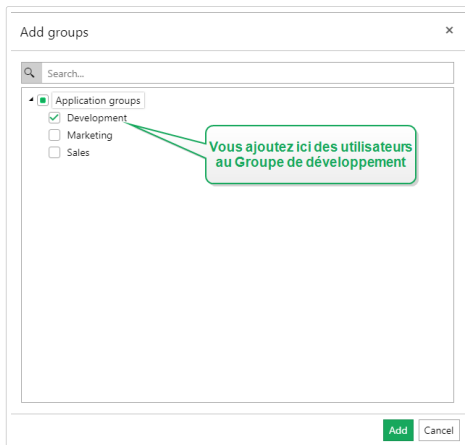 Add groups
×
Search...
Application groups
Development
Marketing
Sales
Vous ajoutez ici des utilisateurs
au Groupe de développement
Add
Cancel